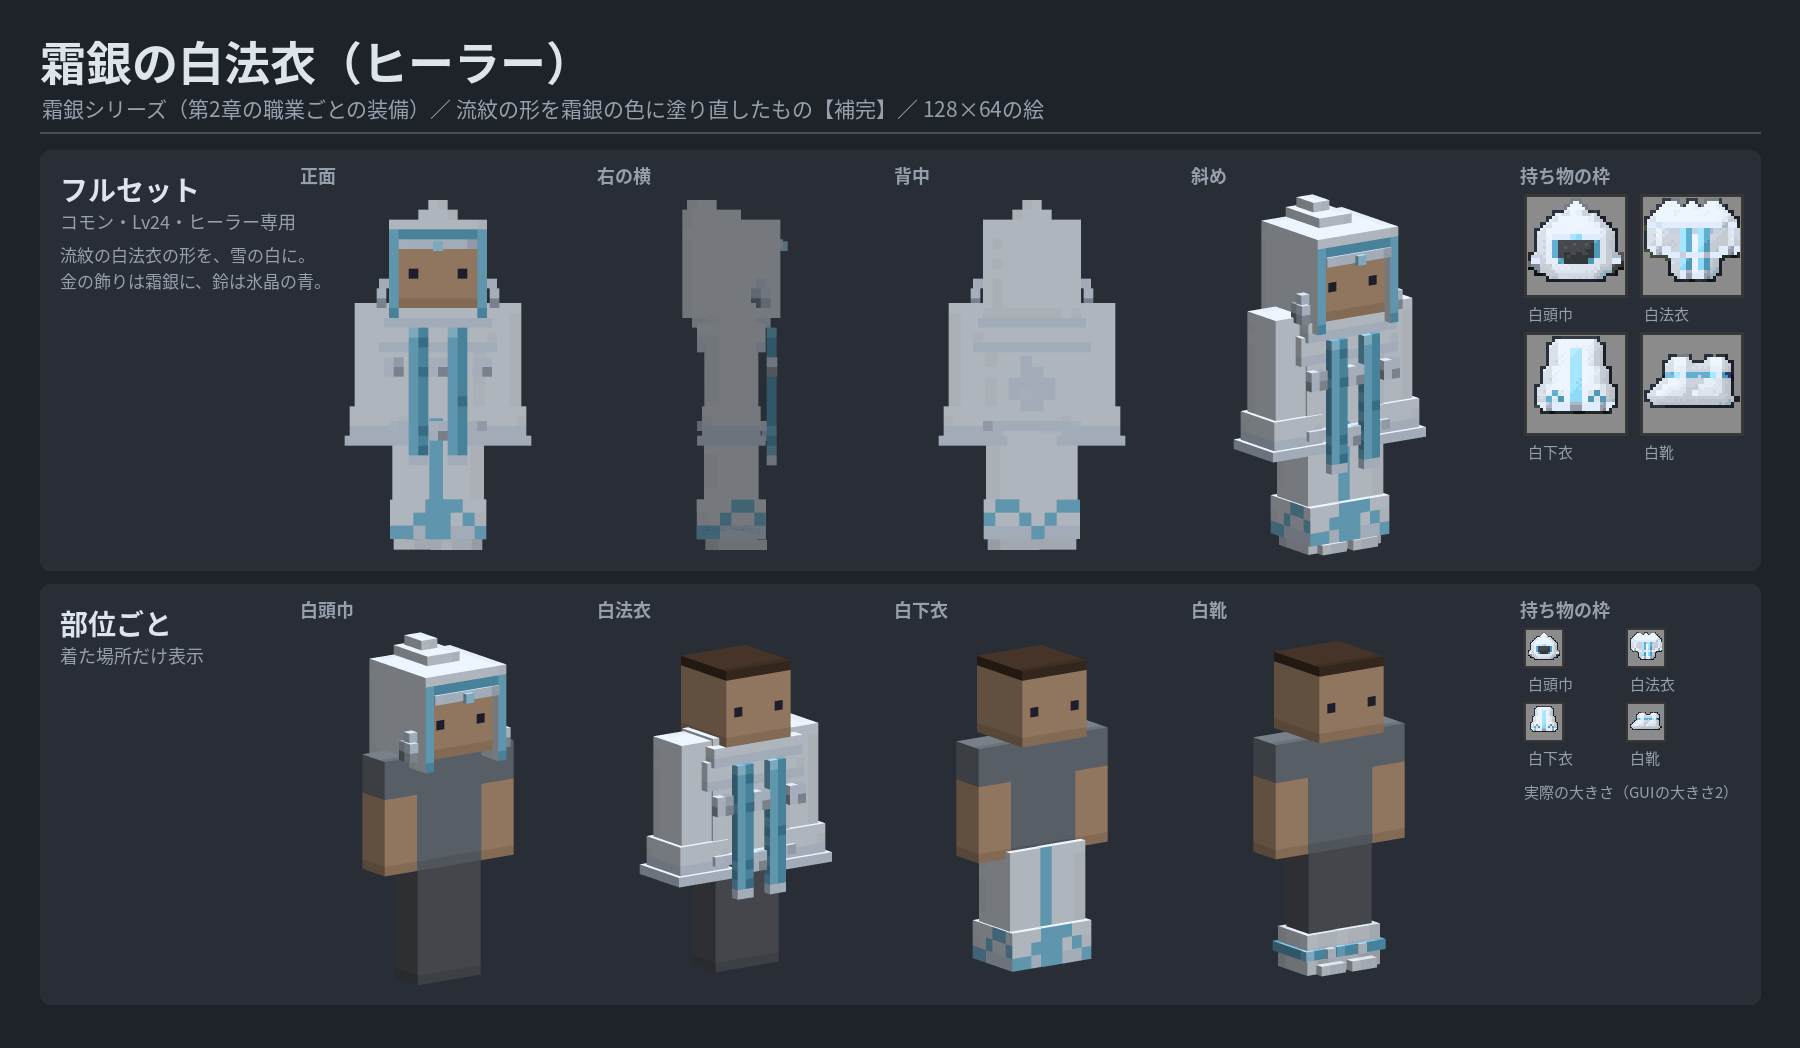 霜銀の白法衣（ヒーラー）
霜銀シリーズ（第2章の職業ごとの装備）／ 流紋の形を霜銀の色に塗り直したもの【補完】／ 128×64の絵
フルセット
コモン・Lv24・ヒーラー専用
流紋の白法衣の形を、雪の白に。
金の飾りは霜銀に、鈴は氷晶の青。
正面
右の横
背中
斜め
持ち物の枠
白頭巾
白法衣
白下衣
白靴
部位ごと
着た場所だけ表示
白頭巾
白法衣
白下衣
白靴
持ち物の枠
白頭巾
白法衣
白下衣
白靴
実際の大きさ（GUIの大きさ2）